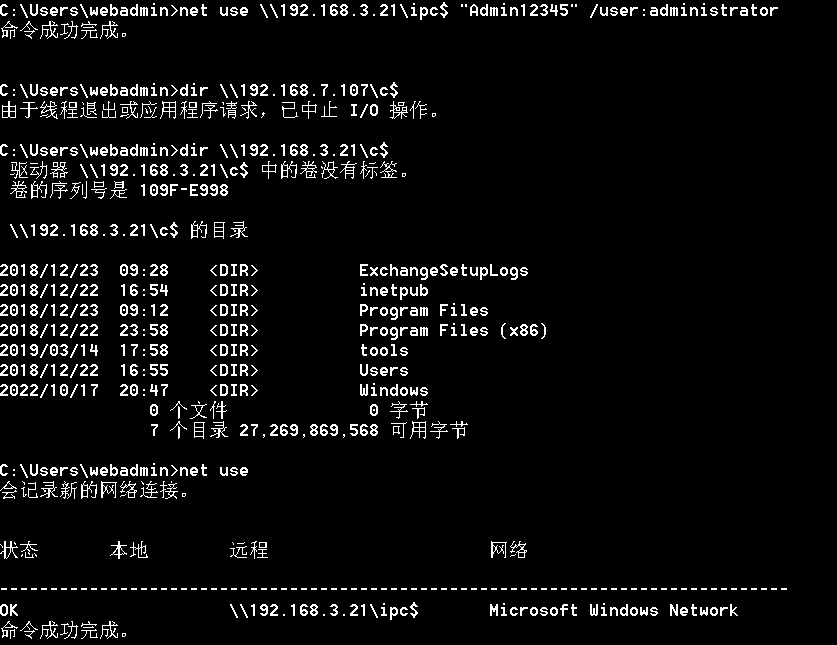 C:\Users\webadmin>net use \\192.168.3.21\ipc$ "Admin12345" /user:administrator
命令成功完成。
C:\Users\webadmin>dir \\192.168.7.107\c$
由于线程退出或应用程序请求，已中止 I/O 操作。
C:\Users\webadmin>dir \\192.168.3.21\c$
驱动器 \\192.168.3.21\c$ 中的卷没有标签。
卷的序列号是 109F-E998
\\192.168.3.21\c$ 的目录
2018/12/23  09:28    <DIR>          ExchangeSetupLogs
2018/12/22  16:54    <DIR>          inetpub
2018/12/23  09:12    <DIR>          Program Files
2018/12/22  23:58    <DIR>          Program Files (x86)
2019/03/14  17:58    <DIR>          tools
2018/12/22  16:55    <DIR>          Users
2022/10/17  20:47    <DIR>          Windows
0 个文件              0 字节
7 个目录 27,269,869,568 可用字节
C:\Users\webadmin>net use
会记录新的网络连接。
状态       本地        远程                      网络
-------------------------------------------------------------------------------
OK                     \\192.168.3.21\ipc$       Microsoft Windows Network
命令成功完成。